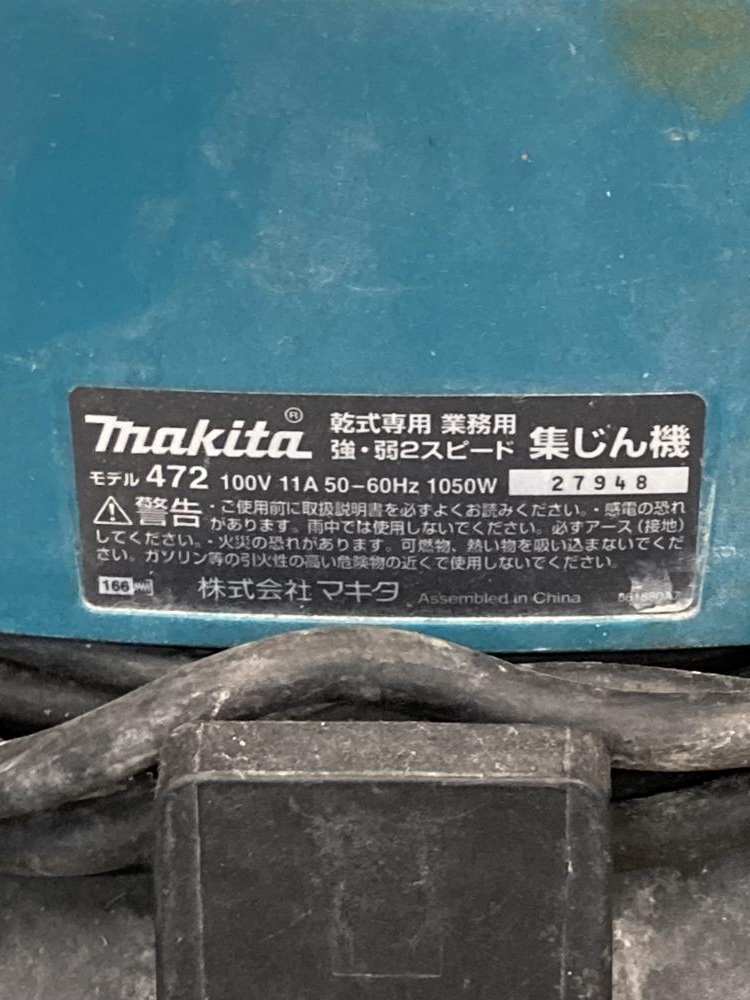 makita® 乾式専用 業務用
強・弱2スピード 集じん機
モデル 472 100V 11A 50-60Hz 1050W 27948
⚠警告 ・ご使用前に取扱説明書を必ずよくお読みください。・感電の恐れ
があります。雨中では使用しないでください。必ずアース(接地)
してください。・火災の恐れがあります。可燃物、熱い物を吸い込まないでくだ
さい。ガソリン等の引火性の高い危険物の近くで使用しないでください。
166 株式会社 マキタ Assembled in China